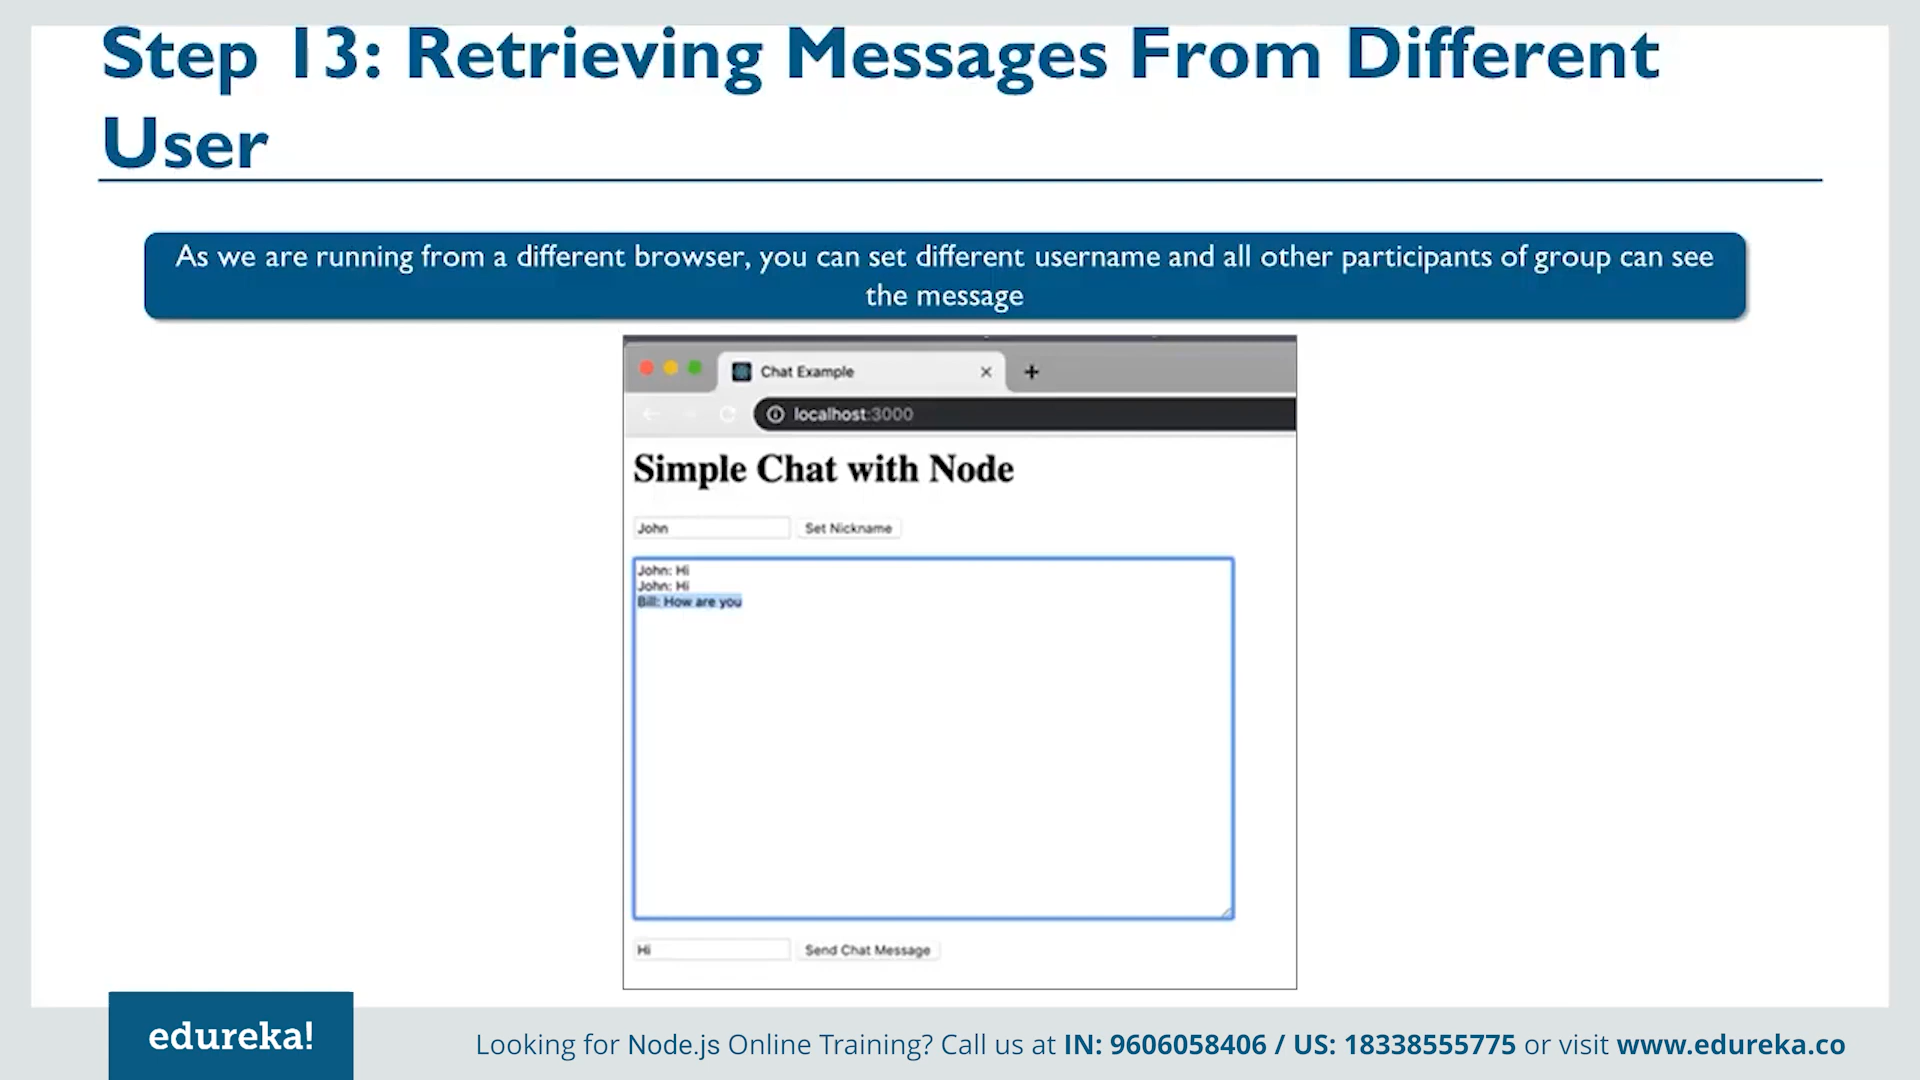 Step 13: Retrieving Messages From Different
User
As we are running from a different browser, you can set different username and all other participants of group can see
the message
Chat Example
localhost:3000
Simple Chat with Node
John
Set Nickname
John: Hi
John: Hi
Bill: How are you
Hi
Send Chat Message
edureka!
Looking for Node.js Online Training? Call us at IN: 9606058406 / US: 18338555775 or visit www.edureka.co